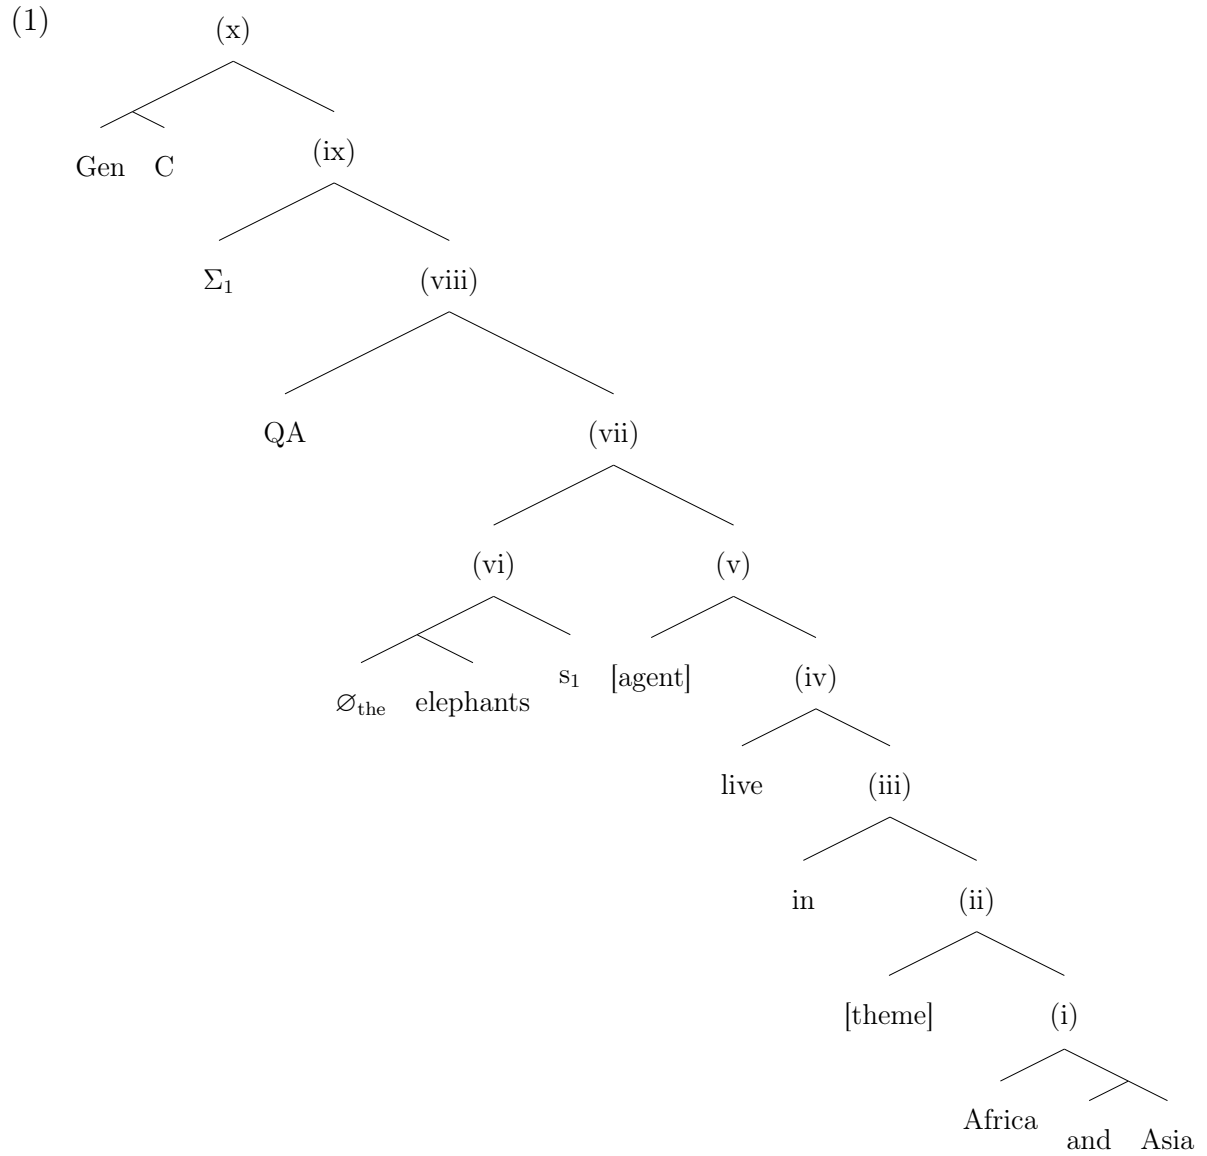 (1)
(x)
Gen C (ix)
Σ₁ (viii)
QA (vii)
(vi) (v)
∅the elephants s₁ [agent] (iv)
live (iii)
in (ii)
[theme] (i)
Africa and Asia